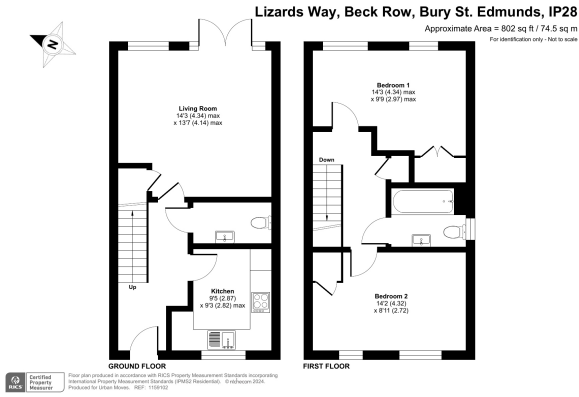 Lizards Way, Beck Row, Bury St. Edmunds, IP28
Approximate Area = 802 sq ft / 74.5 sq m
For identification only - Not to scale
N
Living Room
14'3 (4.34) max
x 13'7 (4.14) max
Up
Kitchen
9'5 (2.87)
x 9'3 (2.82) max
GROUND FLOOR
Bedroom 1
14'3 (4.34) max
x 9'9 (2.97) max
Down
Bedroom 2
14'2 (4.32)
x 8'11 (2.72)
FIRST FLOOR
RICS
Certified
Property
Measurer
Floor plan produced in accordance with RICS Property Measurement Standards incorporating
International Property Measurement Standards (IPMS2 Residential). © nichecom 2024.
Produced for Urban Moves. REF: 1159102